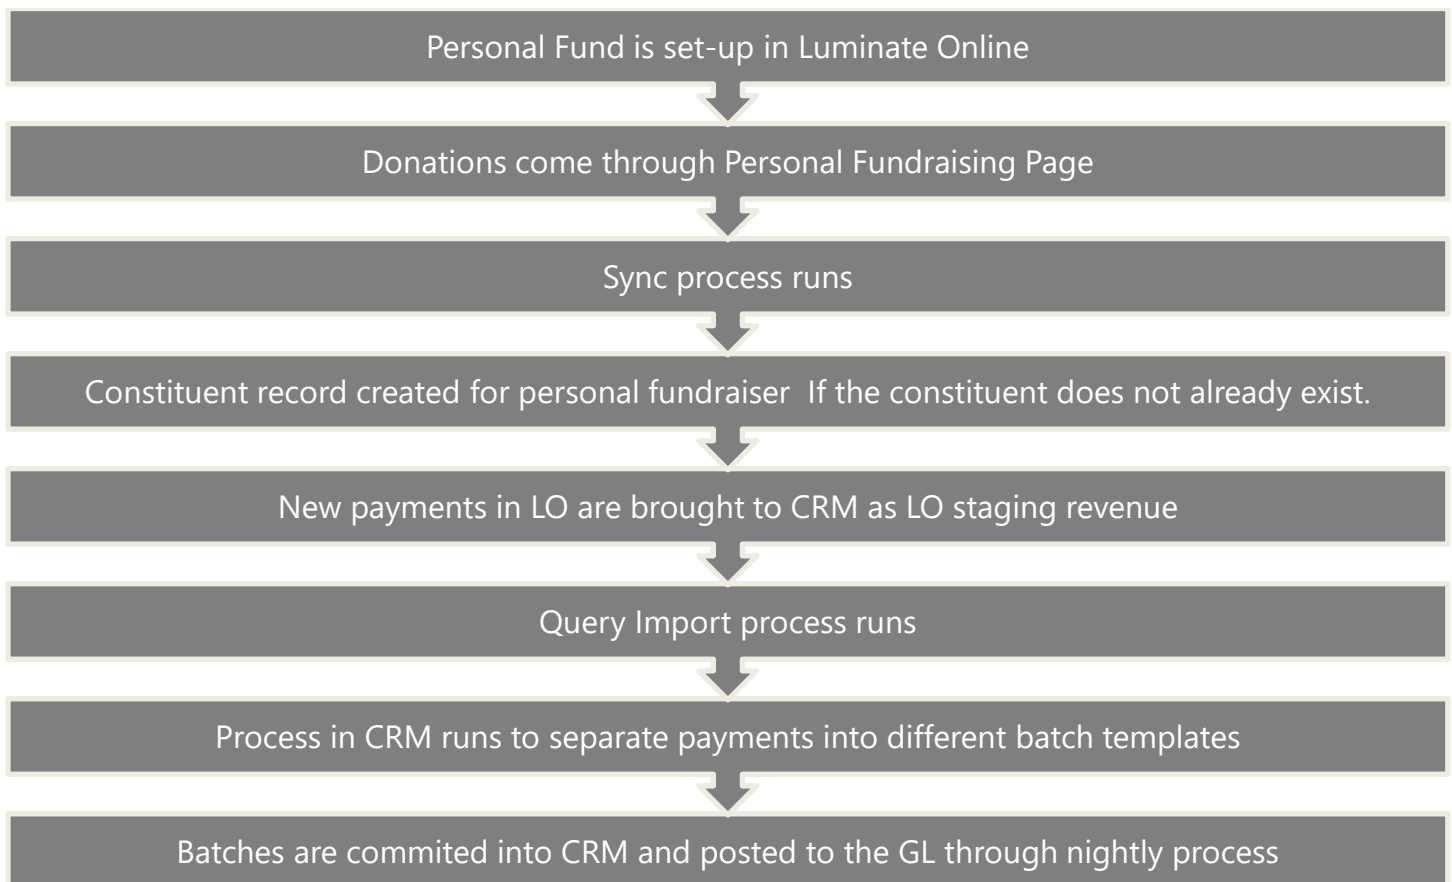 Personal Fund is set-up in Luminate Online
Donations come through Personal Fundraising Page
Sync process runs
Constituent record created for personal fundraiser  If the constituent does not already exist.
New payments in LO are brought to CRM as LO staging revenue
Query Import process runs
Process in CRM runs to separate payments into different batch templates
Batches are commited into CRM and posted to the GL through nightly process